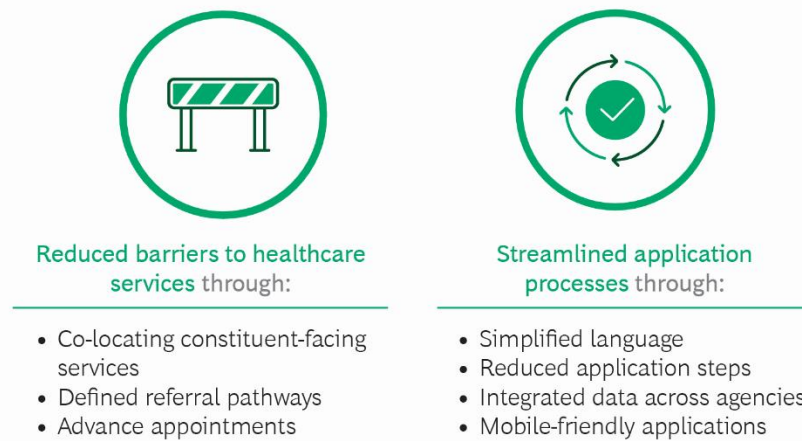 Reduced barriers to healthcare
services through:
• Co-locating constituent-facing
services
• Defined referral pathways
• Advance appointments
Streamlined application
processes through:
• Simplified language
• Reduced application steps
• Integrated data across agencies
• Mobile-friendly applications